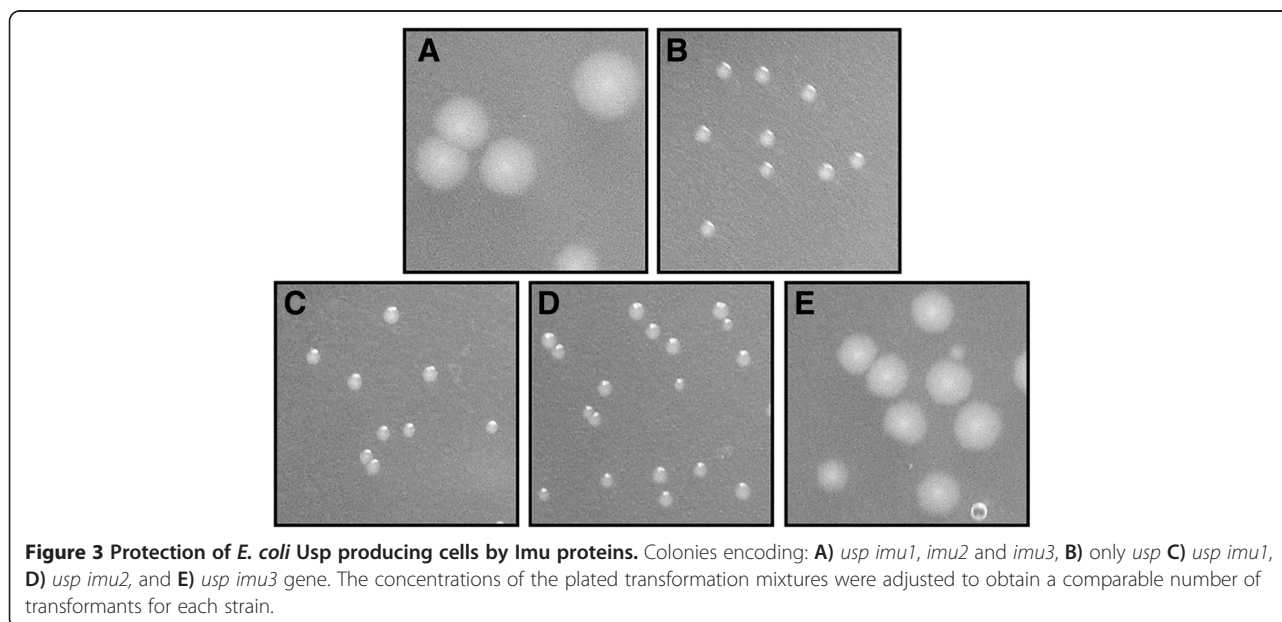 A
B
C
D
E
Figure 3 Protection of E. coli Usp producing cells by Imu proteins. Colonies encoding: A) usp imu1, imu2 and imu3, B) only usp C) usp imu1,
D) usp imu2, and E) usp imu3 gene. The concentrations of the plated transformation mixtures were adjusted to obtain a comparable number of
transformants for each strain.